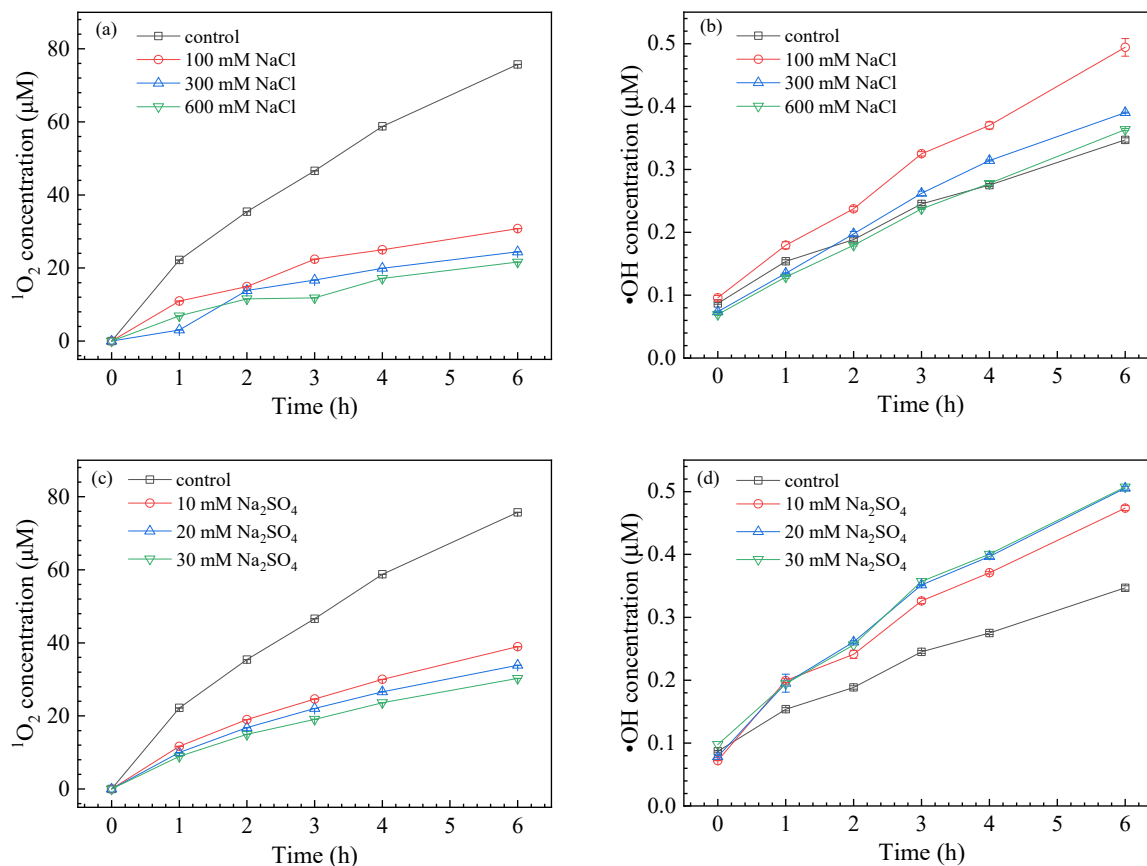 (a)
control
100 mM NaCl
300 mM NaCl
600 mM NaCl
¹O₂ concentration (μM)
80
60
40
20
0
0 1 2 3 4 5 6
Time (h)
(b)
control
100 mM NaCl
300 mM NaCl
600 mM NaCl
•OH concentration (μM)
0.5
0.4
0.3
0.2
0.1
0.0
0 1 2 3 4 5 6
Time (h)
(c)
control
10 mM Na₂SO₄
20 mM Na₂SO₄
30 mM Na₂SO₄
¹O₂ concentration (μM)
80
60
40
20
0
0 1 2 3 4 5 6
Time (h)
(d)
control
10 mM Na₂SO₄
20 mM Na₂SO₄
30 mM Na₂SO₄
•OH concentration (μM)
0.5
0.4
0.3
0.2
0.1
0.0
0 1 2 3 4 5 6
Time (h)